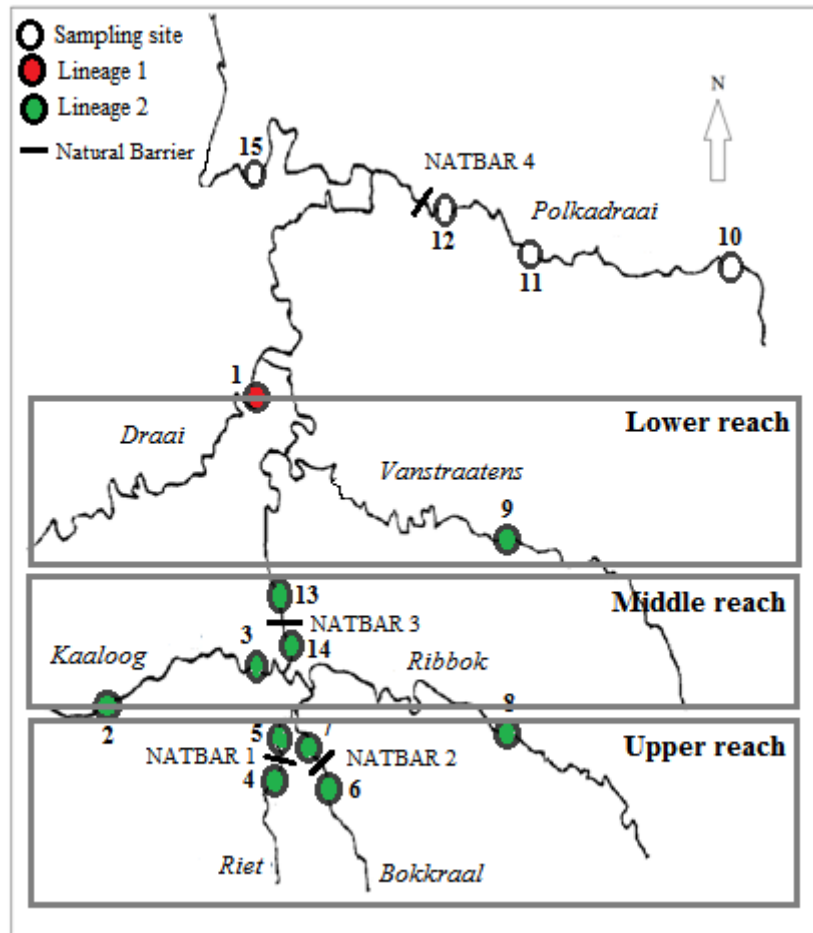 Sampling site
Lineage 1
Lineage 2
Natural Barrier
N
15
NATBAR 4
12
Polkadraai
11
10
1
Lower reach
Draai
Vanstraatens
9
13
Middle reach
NATBAR 3
3
14
Kaaloog
Ribbok
2
8
5
7
Upper reach
NATBAR 1
NATBAR 2
4
6
Riet
Bokkraal